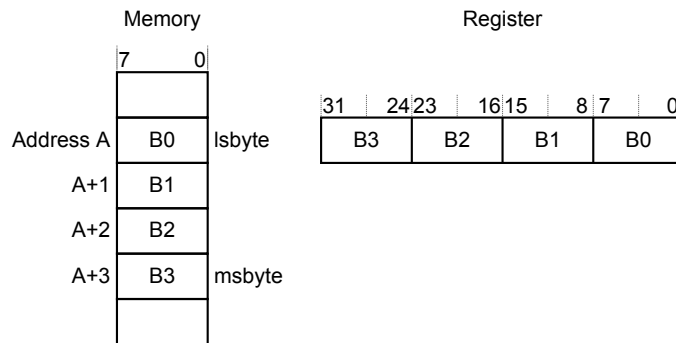 Memory
Register
7 0
31 24 23 16 15 8 7 0
Address A B0 lsbyte
B3 B2 B1 B0
A+1 B1
A+2 B2
A+3 B3 msbyte